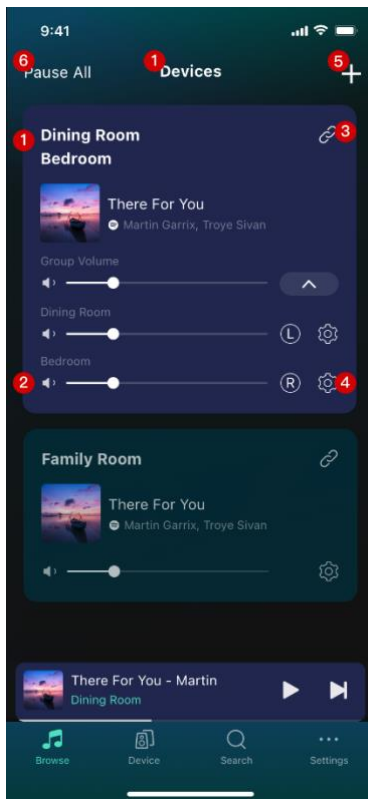 9:41
6
Pause All
1
Devices
5
1
Dining Room
3
Bedroom
There For You
Martin Garrix, Troye Sivan
Group Volume
Dining Room
L
Bedroom
2
R
4
Family Room
There For You
Martin Garrix, Troye Sivan
There For You - Martin
Dining Room
Browse
Device
Search
Settings